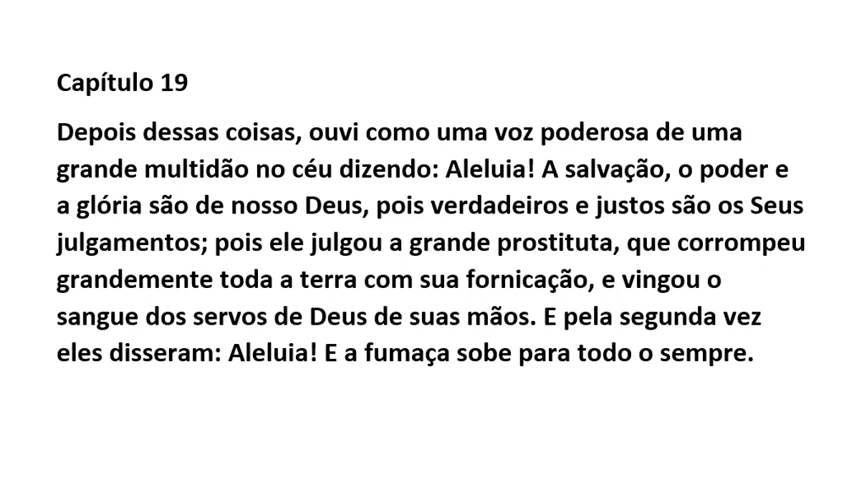 Capítulo 19
Depois dessas coisas, ouvi como uma voz poderosa de uma
grande multidão no céu dizendo: Aleluia! A salvação, o poder e
a glória são de nosso Deus, pois verdadeiros e justos são os Seus
julgamentos; pois ele julgou a grande prostituta, que corrompeu
grandemente toda a terra com sua fornicação, e vingou o
sangue dos servos de Deus de suas mãos. E pela segunda vez
eles disseram: Aleluia! E a fumaça sobe para todo o sempre.